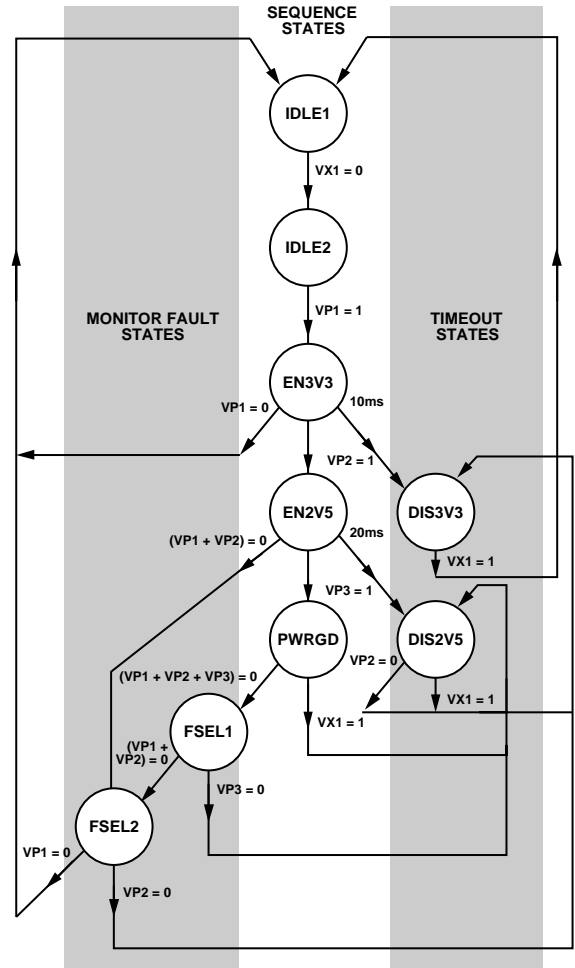 SEQUENCE
STATES
IDLE1
VX1 = 0
IDLE2
MONITOR FAULT
STATES
VP1 = 1
TIMEOUT
STATES
EN3V3
VP1 = 0
10ms
VP2 = 1
DIS3V3
VX1 = 1
EN2V5
(VP1 + VP2) = 0
20ms
VP3 = 1
DIS2V5
VP2 = 0
VX1 = 1
PWRGD
(VP1 + VP2 + VP3) = 0
VX1 = 1
FSEL1
(VP1 +
VP2) = 0
VP3 = 0
FSEL2
VP1 = 0
VP2 = 0